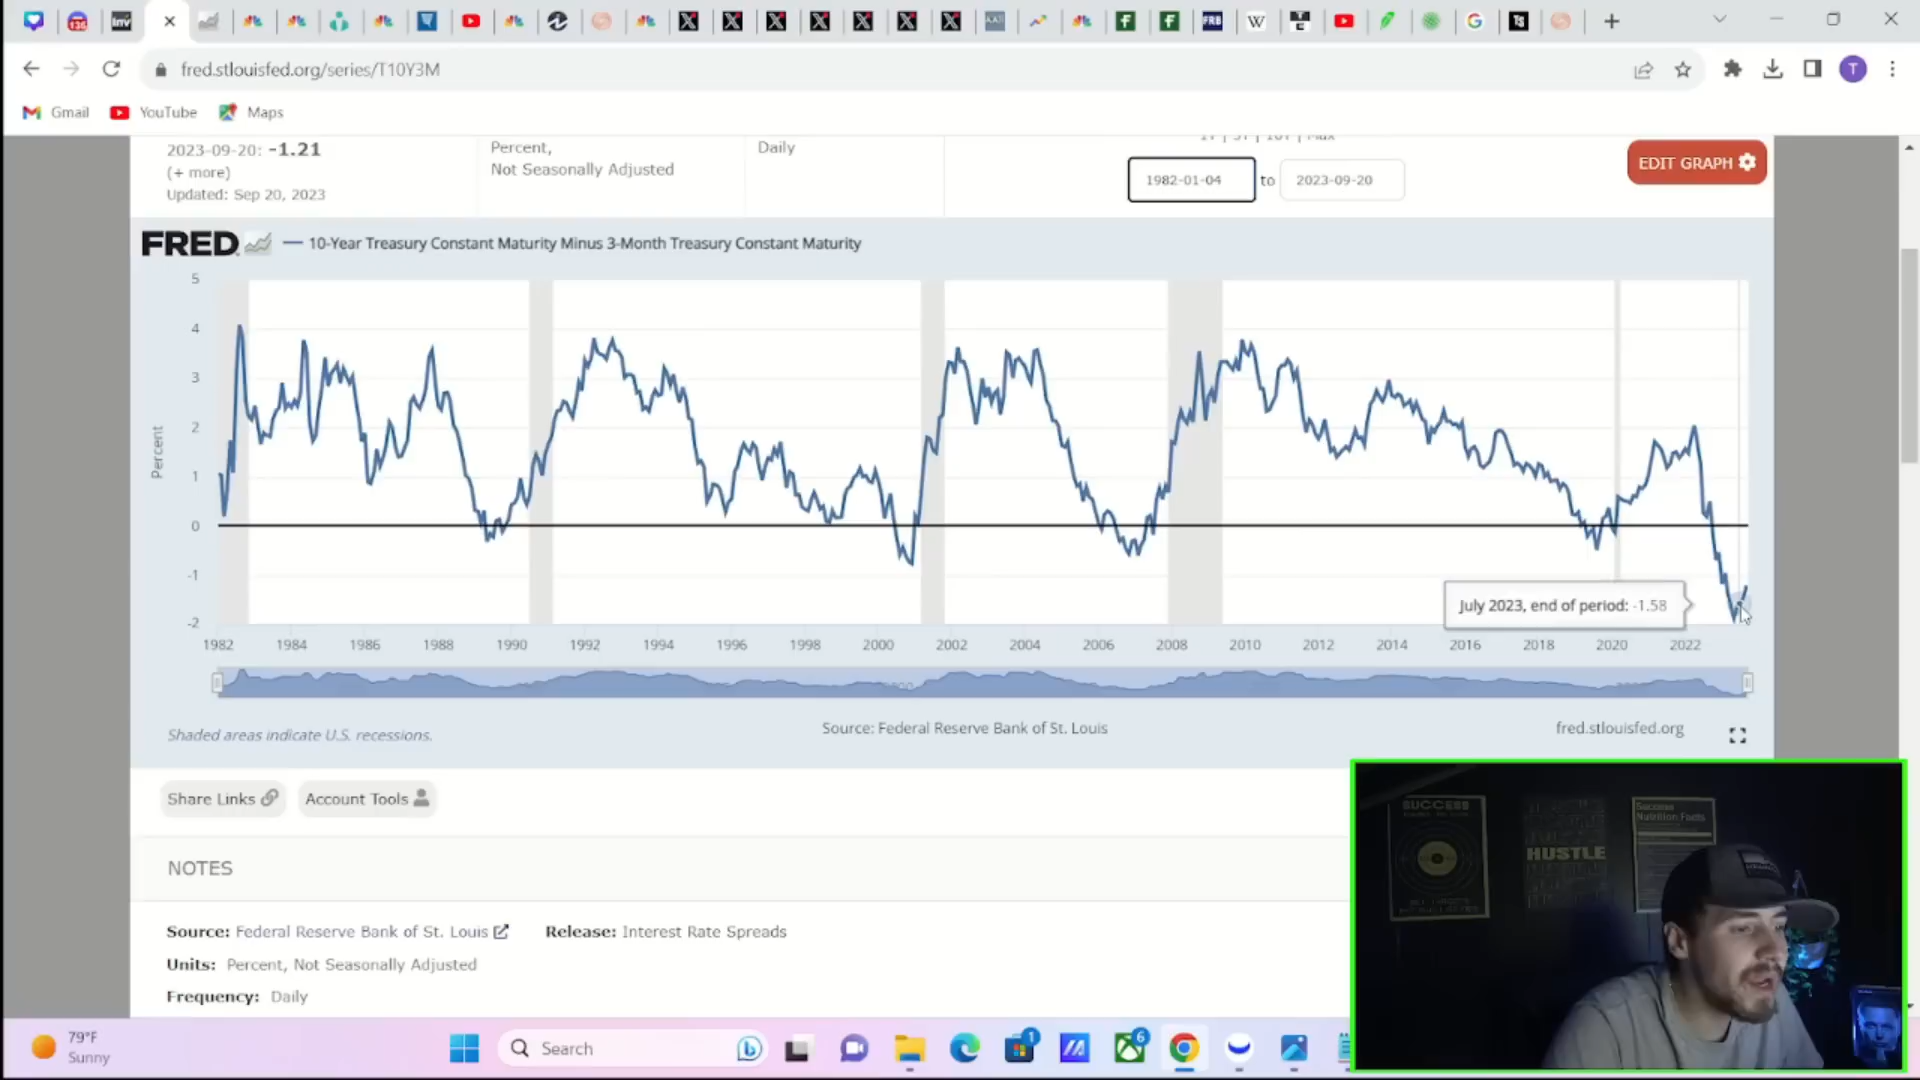 fred.stlouisfed.org/series/T10Y3M
T
Gmail
YouTube
Maps
2023-09-20: -1.21
(+ more)
Updated: Sep 20, 2023
Percent,
Not Seasonally Adjusted
Daily
1982-01-04 to 2023-09-20
EDIT GRAPH
FRED
10-Year Treasury Constant Maturity Minus 3-Month Treasury Constant Maturity
5
4
3
2
1
0
-1
-2
Percent
July 2023, end of period: -1.58
1982 1984 1986 1988 1990 1992 1994 1996 1998 2000 2002 2004 2006 2008 2010 2012 2014 2016 2018 2020 2022
Shaded areas indicate U.S. recessions.
Source: Federal Reserve Bank of St. Louis
fred.stlouisfed.org
Share Links
Account Tools
NOTES
Source: Federal Reserve Bank of St. Louis
Release: Interest Rate Spreads
Units: Percent, Not Seasonally Adjusted
Frequency: Daily
SUCCESS
HUSTLE
Success
Nutrition Facts
79°F
Sunny
Search
1
6